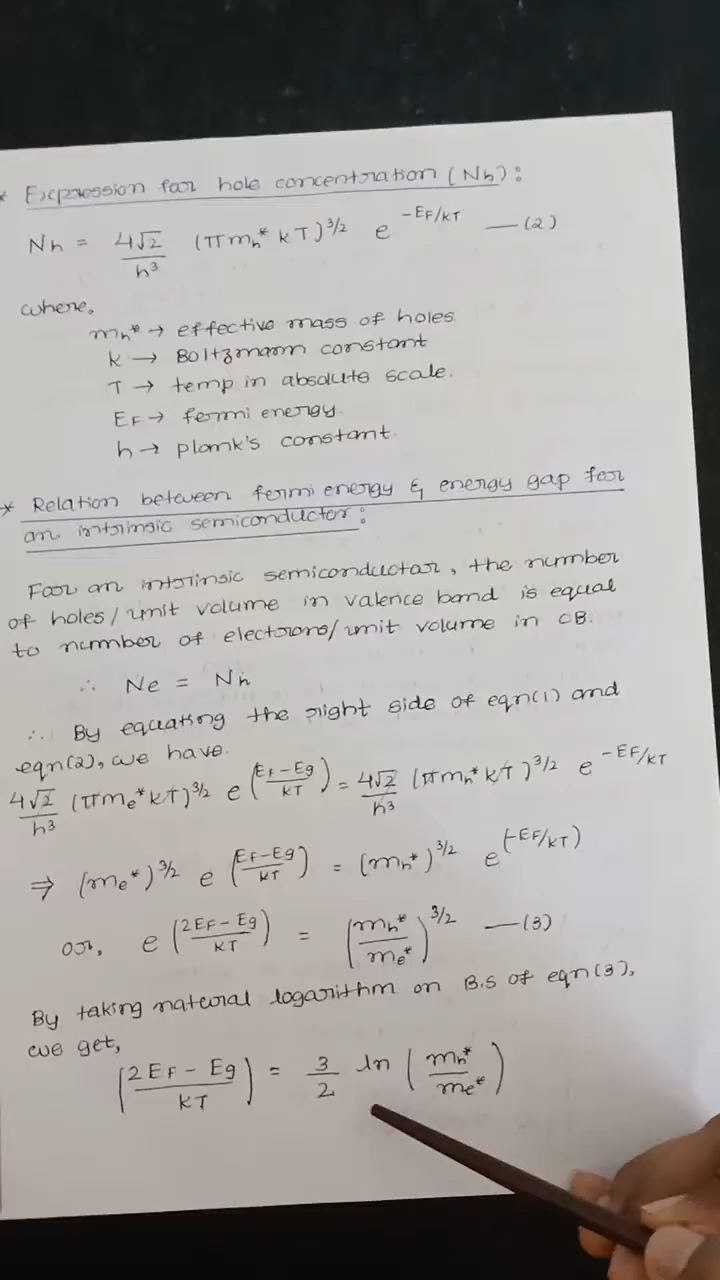 * Expression for hole concentration (Nh):
Nh = 4√2/h³ (πmh* kT)^3/2 e^-EF/kT —(2)
where,
mh* → effective mass of holes.
k → Boltzmann constant
T → temp in absolute scale.
EF → fermi energy.
h → plank's constant.
* Relation between fermi energy & energy gap for
an intrinsic semiconductor:
For an intrinsic semiconductor, the number
of holes/unit volume in valence band is equal
to number of electrons/unit volume in CB.
∴ Ne = Nh
∴ By equating the right side of eqn(1) and
eqn(2), we have.
4√2/h³ (πme* kT)^3/2 e^(EF-Eg/kT) = 4√2/h³ (πmh* kT)^3/2 e^-EF/kT
⇒ (me*)^3/2 e^(EF-Eg/kT) = (mh*)^3/2 e^(-EF/kT)
or, e^(2EF-Eg/kT) = (mh*/me*)^3/2 —(3)
By taking natural logarithm on B.S of eqn(3),
we get,
(2EF - Eg/kT) = 3/2 ln (mh*/me*)